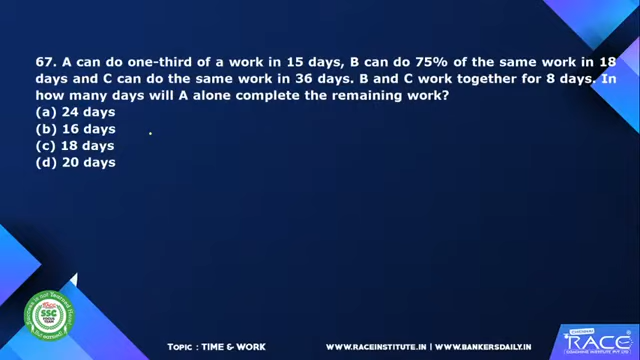 67. A can do one-third of a work in 15 days, B can do 75% of the same work in 18
days and C can do the same work in 36 days. B and C work together for 8 days. In
how many days will A alone complete the remaining work?
(a) 24 days
(b) 16 days
(c) 18 days
(d) 20 days
SSC
TOPIC : TIME & WORK
WWW.RACEINSTITUTE.IN | WWW.BANKERSDAILY.IN
RACE